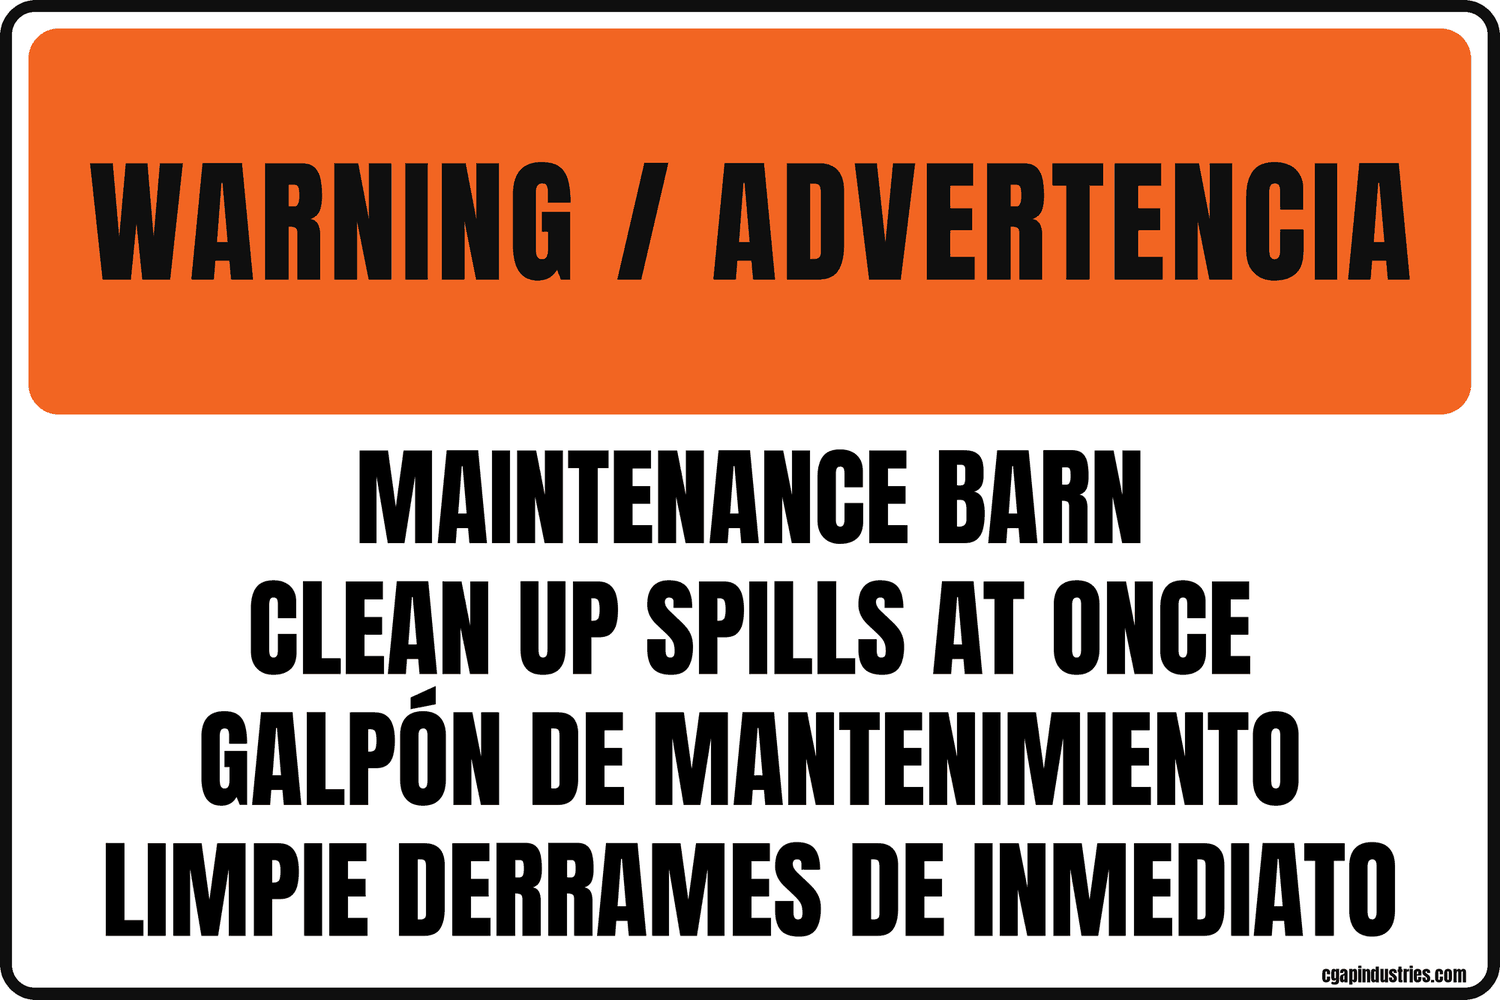 WARNING / ADVERTENCIA
MAINTENANCE BARN
CLEAN UP SPILLS AT ONCE
GALPÓN DE MANTENIMIENTO
LIMPIE DERRAMES DE INMEDIATO
cgapindustries.com